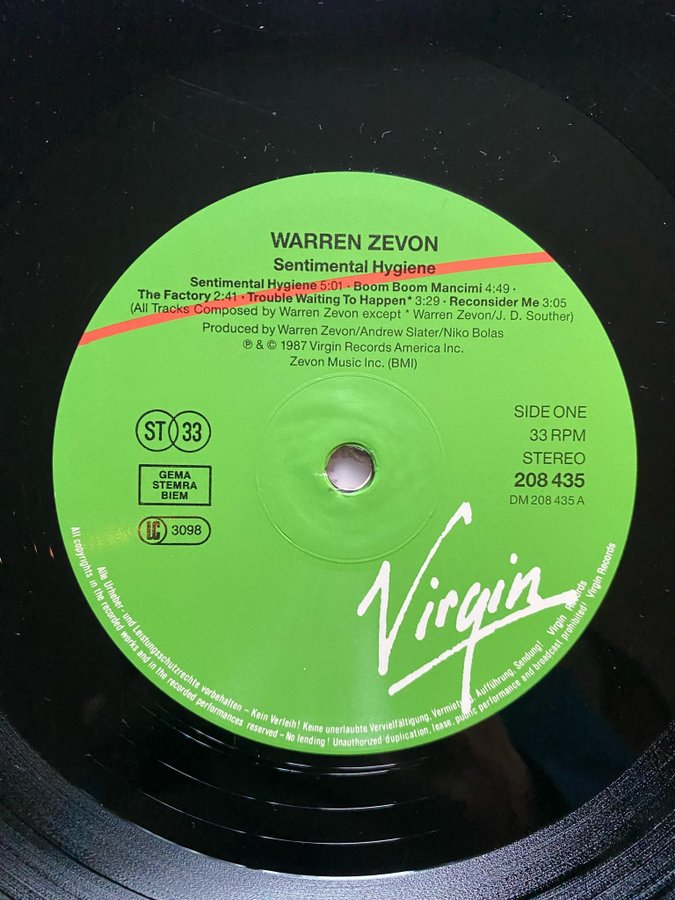 WARREN ZEVON
Sentimental Hygiene
Sentimental Hygiene 5:01 · Boom Boom Mancimi 4:49 ·
The Factory 2:41 · Trouble Waiting To Happen* 3:29 · Reconsider Me 3:05
(All Tracks Composed by Warren Zevon except * Warren Zevon/J. D. Souther)
Produced by Warren Zevon/Andrew Slater/Niko Bolas
℗ & © 1987 Virgin Records America Inc.
Zevon Music Inc. (BMI)
ST 33
GEMA
STEMRA
BIEM
LC 3098
SIDE ONE
33 RPM
STEREO
208 435
DM 208 435 A
Virgin
Alle Urheber- und Leistungsschutzrechte vorbehalten – Kein Verleih! Keine unerlaubte Vervielfältigung, Vermietung, Aufführung, Sendung! Virgin Records
All copyrights in the recorded works and in the recorded performances reserved – No lending! Unauthorized duplication, lease, public performance and broadcast prohibited! Virgin Records